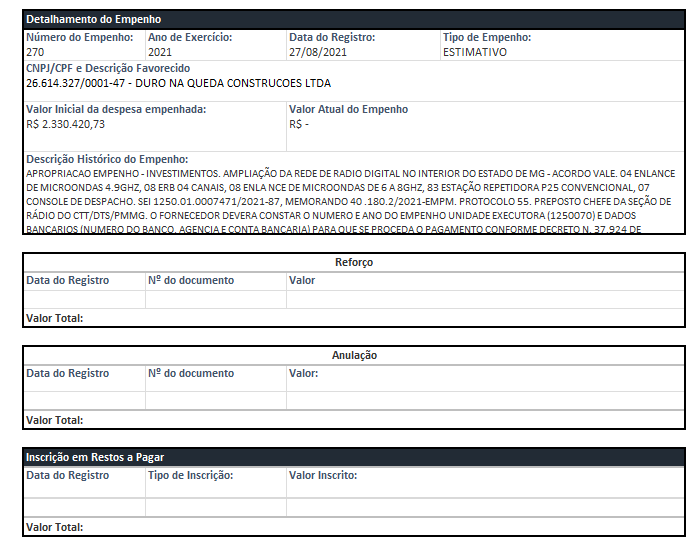 Detalhamento do Empenho
Número do Empenho: Ano de Exercício: Data do Registro: Tipo de Empenho:
270 2021 27/08/2021 ESTIMATIVO
CNPJ/CPF e Descrição Favorecido
26.614.327/0001-47 - DURO NA QUEDA CONSTRUCOES LTDA
Valor Inicial da despesa empenhada: Valor Atual do Empenho
R$ 2.330.420,73 R$ -
Descrição Histórico do Empenho:
APROPRIACAO EMPENHO - INVESTIMENTOS. AMPLIAÇÃO DA REDE DE RADIO DIGITAL NO INTERIOR DO ESTADO DE MG - ACORDO VALE. 04 ENLANCE
DE MICROONDAS 4.9GHZ, 08 ERB 04 CANAIS, 08 ENLA NCE DE MICROONDAS DE 6 A 8GHZ, 83 ESTAÇÃO REPETIDORA P25 CONVENCIONAL, 07
CONSOLE DE DESPACHO. SEI 1250.01.0007471/2021-87, MEMORANDO 40 .180.2/2021-EMPM. PROTOCOLO 55. PREPOSTO CHEFE DA SEÇÃO DE
RÁDIO DO CTT/DTS/PMMG. O FORNECEDOR DEVERA CONSTAR O NUMERO E ANO DO EMPENHO UNIDADE EXECUTORA (1250070) E DADOS
BANCARIOS (NUMERO DO BANCO, AGENCIA E CONTA BANCARIA) PARA QUE SE PROCEDA O PAGAMENTO CONFORME DECRETO N. 37.924 DE
Reforço
Data do Registro Nº do documento Valor
Valor Total:
Anulação
Data do Registro Nº do documento Valor:
Valor Total:
Inscrição em Restos a Pagar
Data do Registro Tipo de Inscrição: Valor Inscrito:
Valor Total: